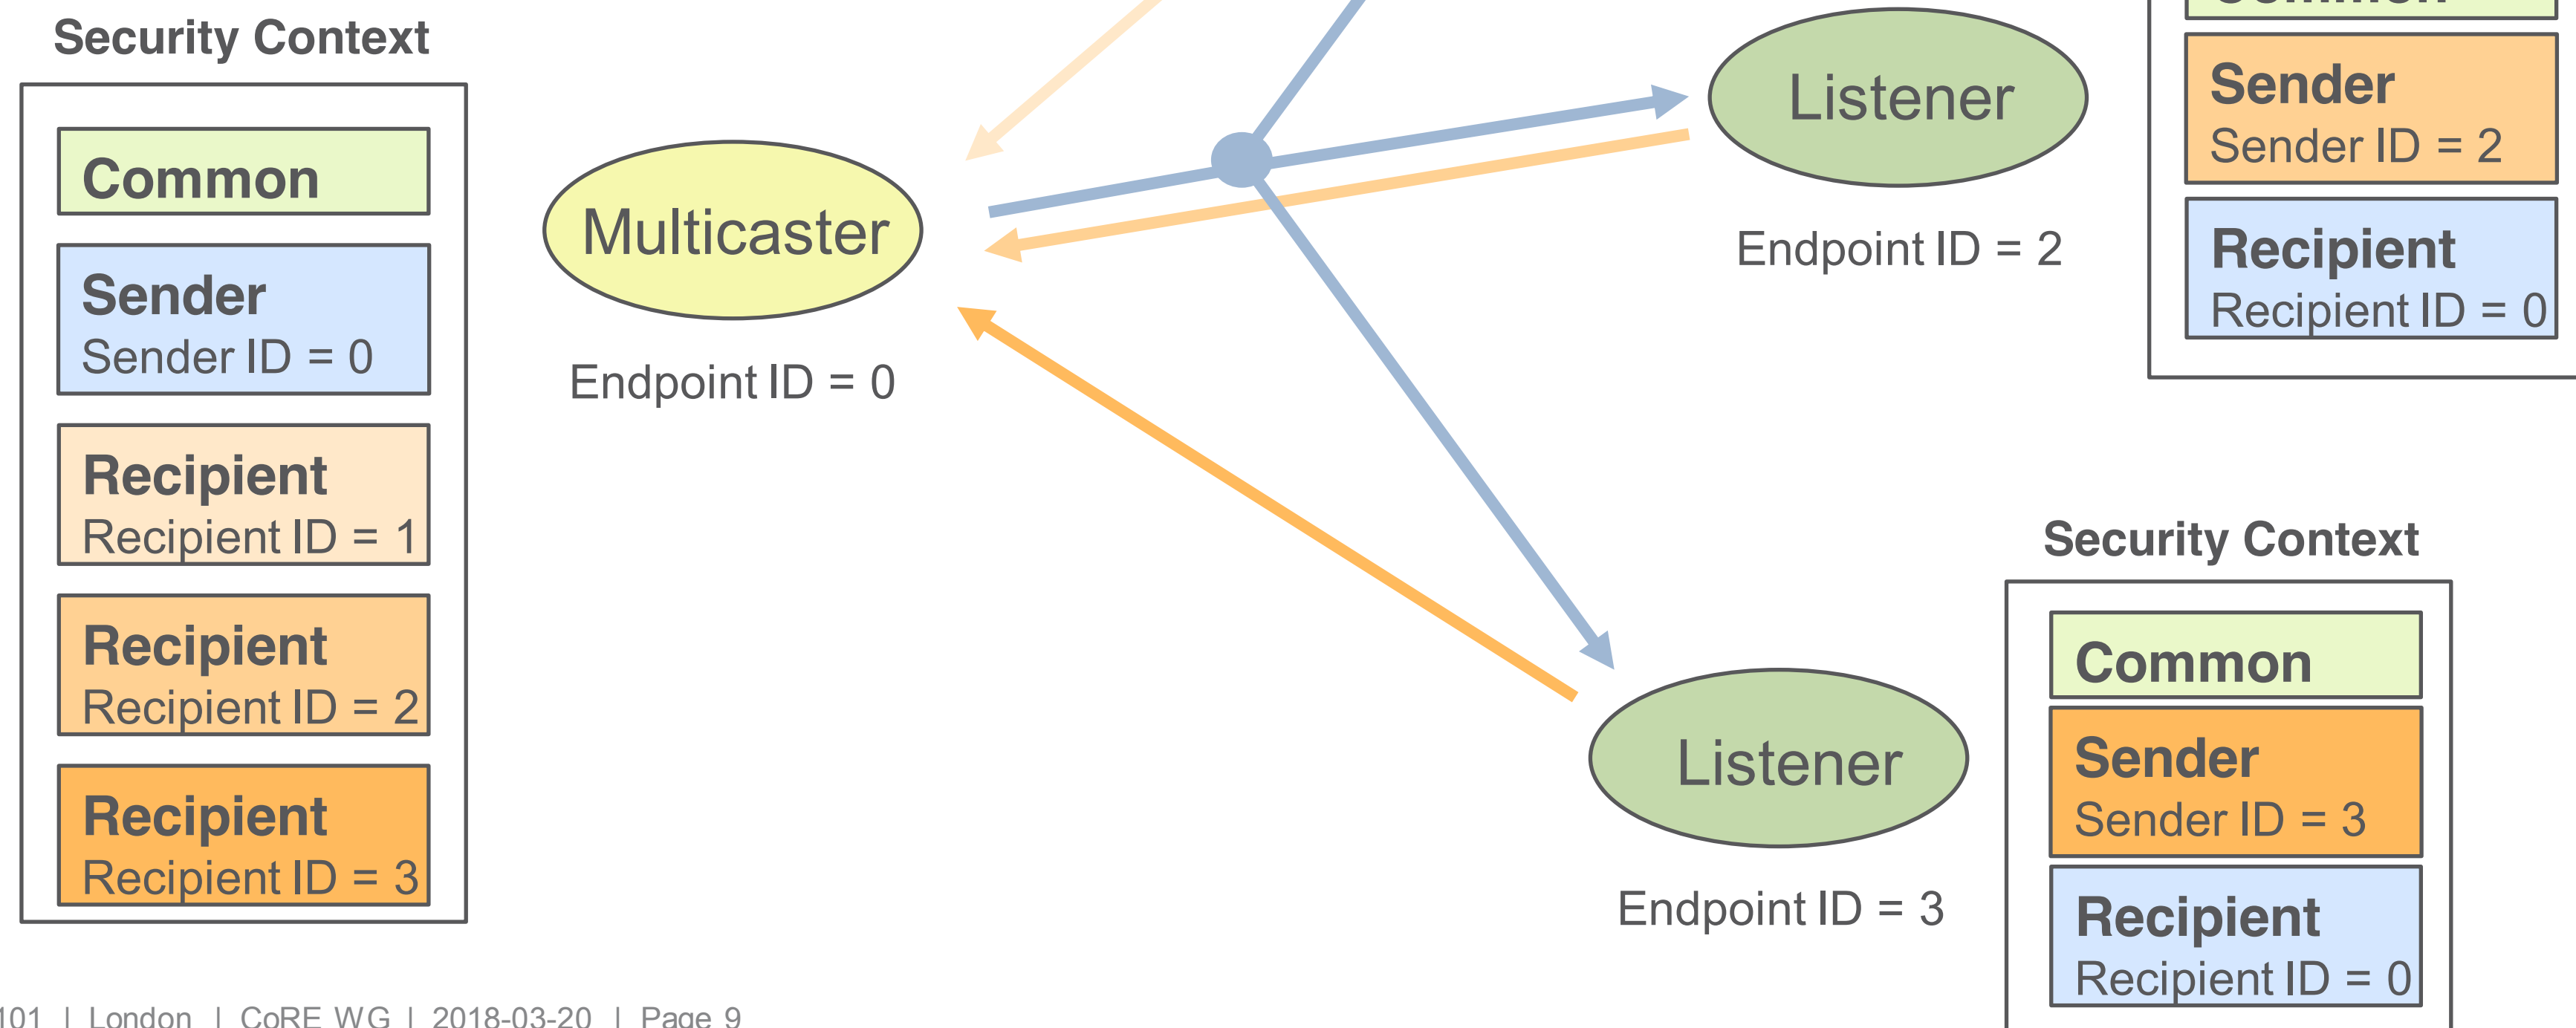 Security Context
Common
Sender
Sender ID = 0
Recipient
Recipient ID = 1
Recipient
Recipient ID = 2
Recipient
Recipient ID = 3
Multicaster
Endpoint ID = 0
Listener
Endpoint ID = 2
Common
Sender
Sender ID = 2
Recipient
Recipient ID = 0
Listener
Endpoint ID = 3
Security Context
Common
Sender
Sender ID = 3
Recipient
Recipient ID = 0
101 | London | CoRE WG | 2018-03-20 | Page 9